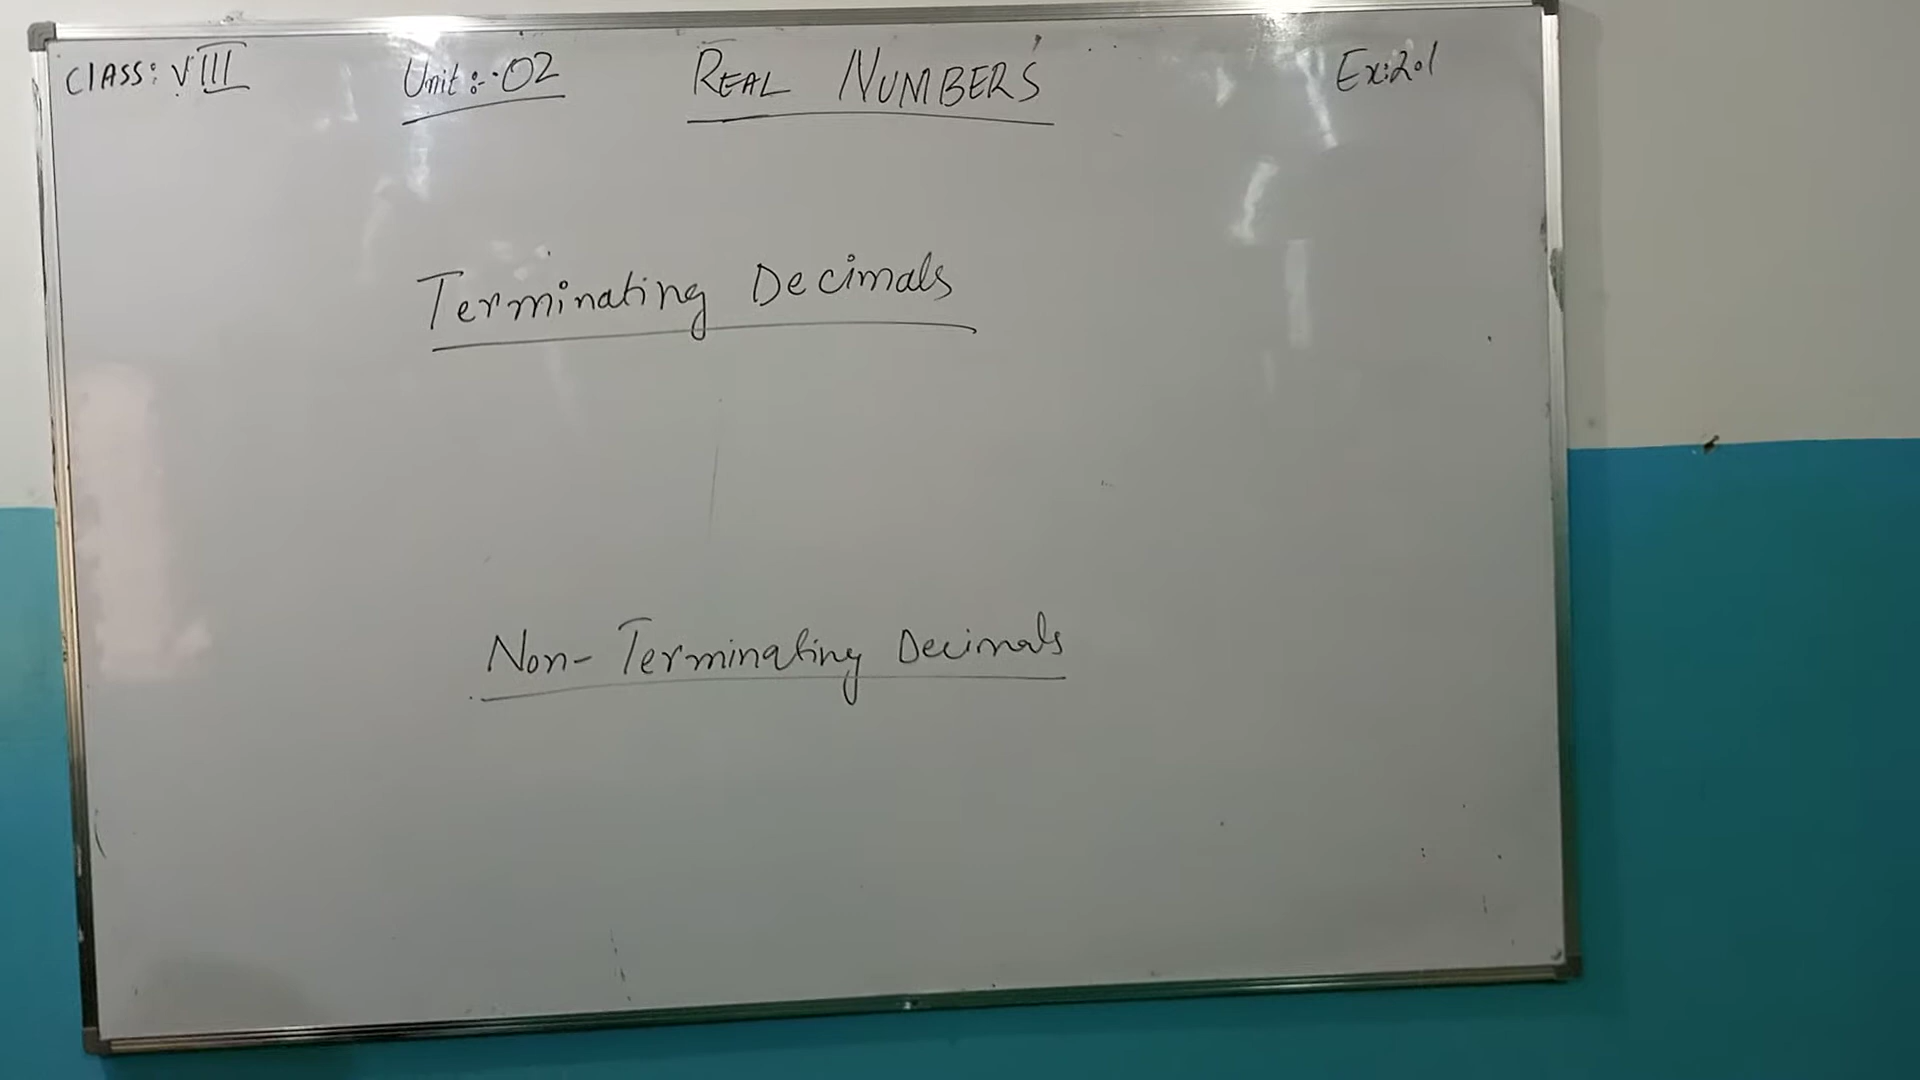 CLASS: VIII Unit:-02 REAL NUMBERS Ex:2.1
Terminating Decimals
Non-Terminating Decimals